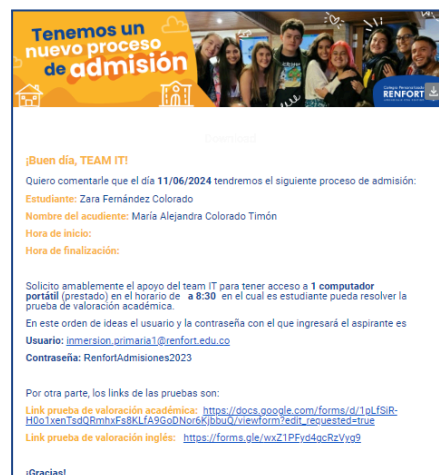 Tenemos un
nuevo proceso
de admisión
Colegio Personalizado
RENFORT
Download
¡Buen día, TEAM IT!
Quiero comentarle que el día 11/06/2024 tendremos el siguiente proceso de admisión:
Estudiante: Zara Fernández Colorado
Nombre del acudiente: María Alejandra Colorado Timón
Hora de inicio:
Hora de finalización:
Solicito amablemente el apoyo del team IT para tener acceso a 1 computador
portátil (prestado) en el horario de a 8:30 en el cual es estudiante pueda resolver la
prueba de valoración académica.
En este orden de ideas el usuario y la contraseña con el que ingresará el aspirante es
Usuario: inmersion.primaria1@renfort.edu.co
Contraseña: RenfortAdmisiones2023
Por otra parte, los links de las pruebas son:
Link prueba de valoración académica: https://docs.google.com/forms/d/1pLfSiR-
H0o1xenTsdQRmhxFs8KLfA9GoDNor6KjbbuQ/viewform?edit_requested=true
Link prueba de valoración inglés: https://forms.gle/wxZ1PFyd4gcRzVyg9
¡Gracias!